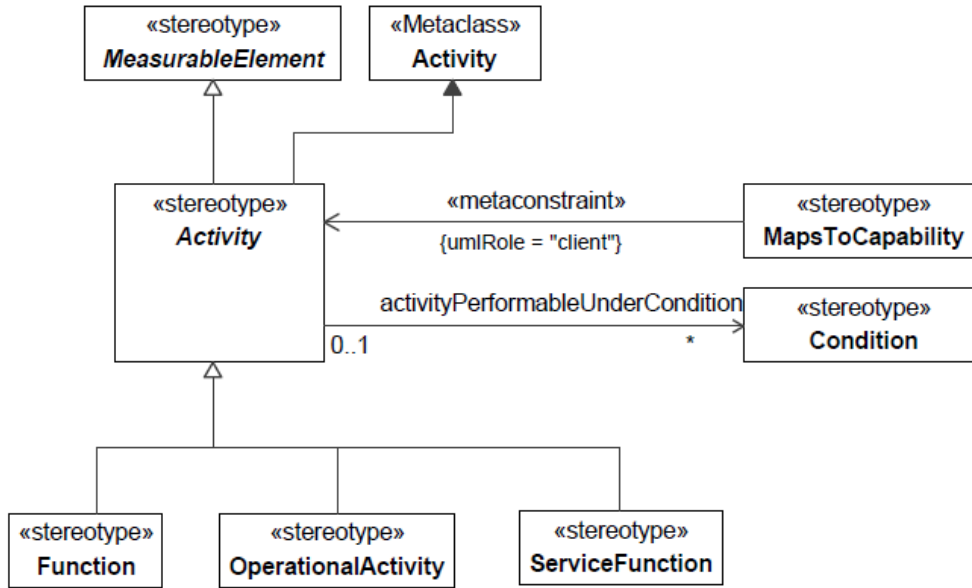 «stereotype»
MeasurableElement
«Metaclass»
Activity
«stereotype»
Activity
«metaconstraint»
{umlRole = "client"}
«stereotype»
MapsToCapability
activityPerformableUnderCondition
0..1
*
«stereotype»
Condition
«stereotype»
Function
«stereotype»
OperationalActivity
«stereotype»
ServiceFunction